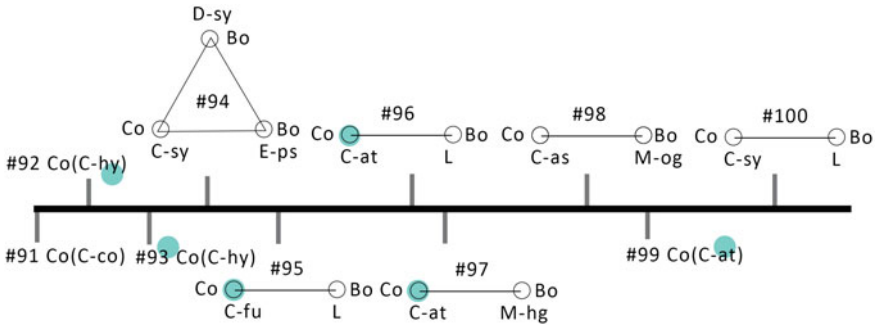 D-sy
Bo
#94
Co Bo
C-sy E-ps
#96
Co Bo
C-at L
#98
Co Bo
C-as M-og
#100
Co Bo
C-sy L
#92 Co(C-hy)
#91 Co(C-co)
#93 Co(C-hy)
#99 Co(C-at)
#95
Co Bo
C-fu L
#97
Co Bo
C-at M-hg